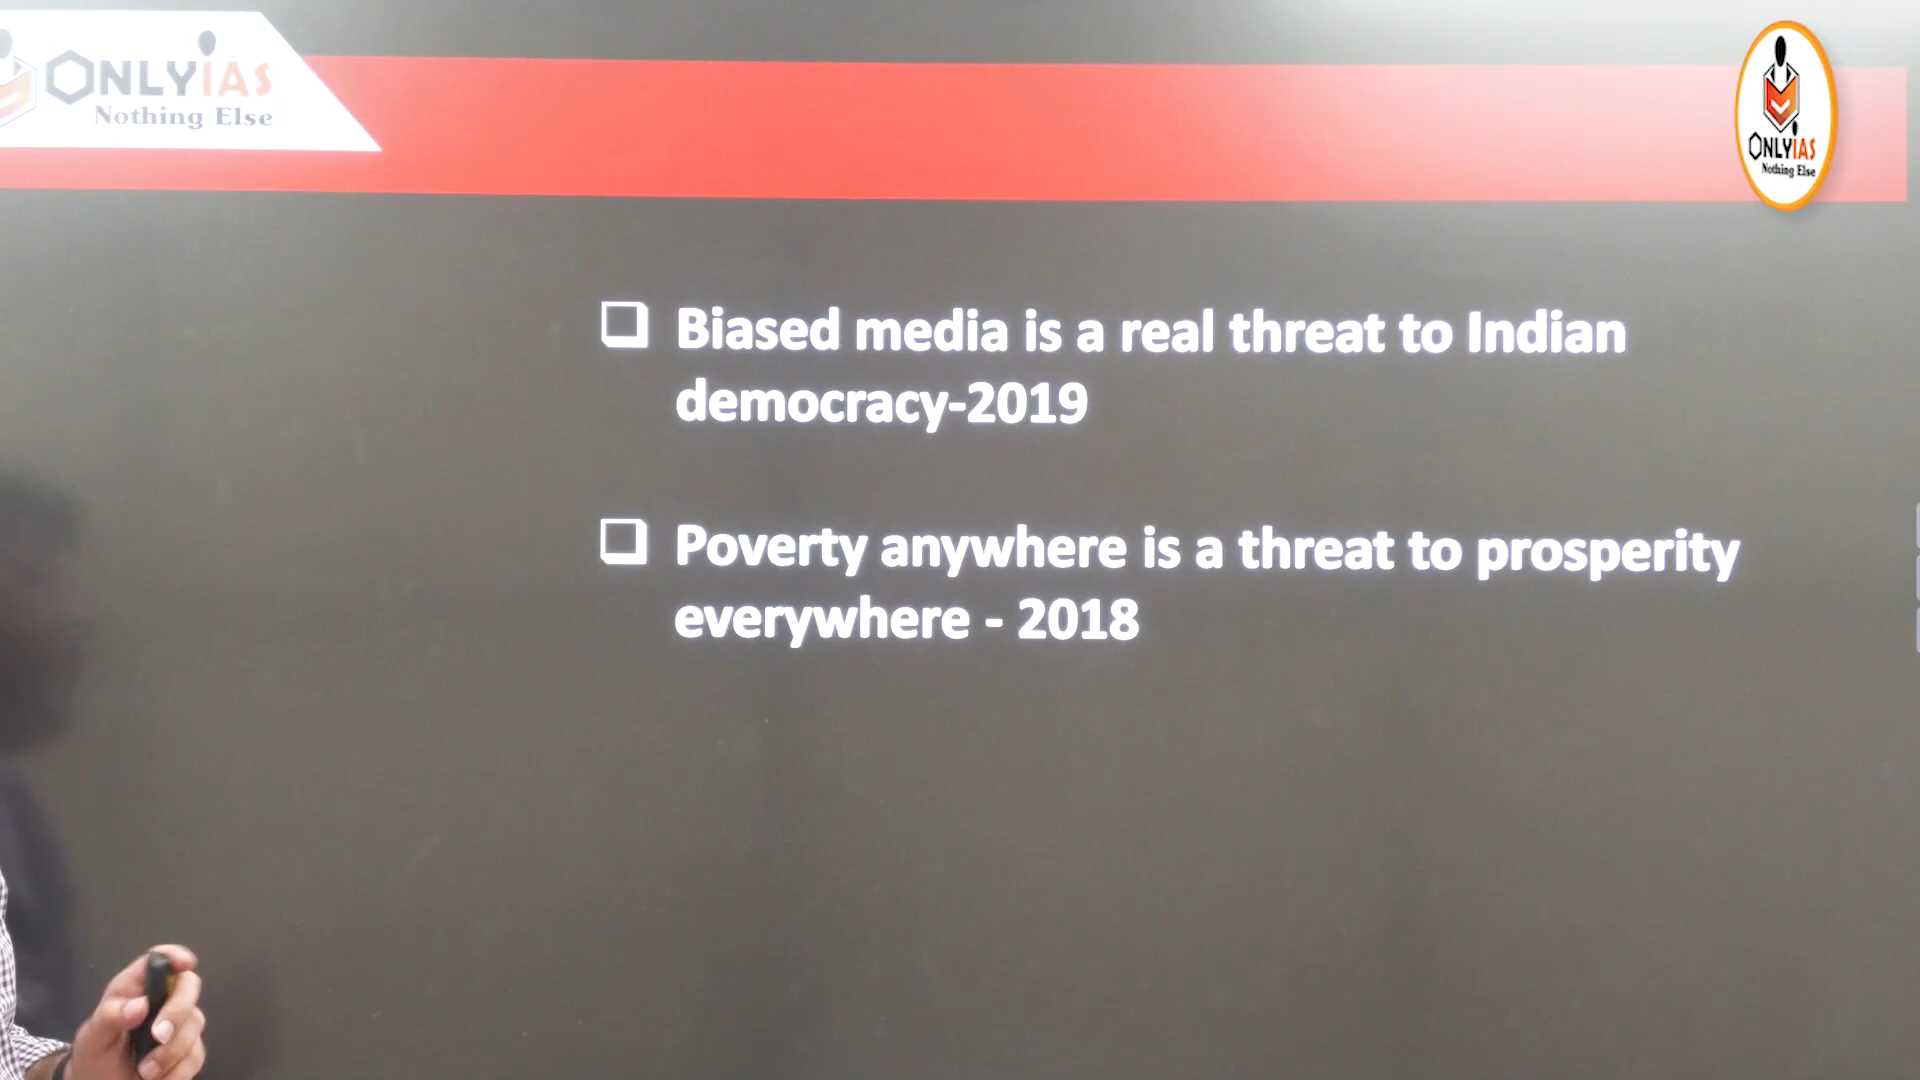 ONLYIAS
Nothing Else
ONLYIAS
Nothing Else
Biased media is a real threat to Indian
democracy-2019
Poverty anywhere is a threat to prosperity
everywhere - 2018